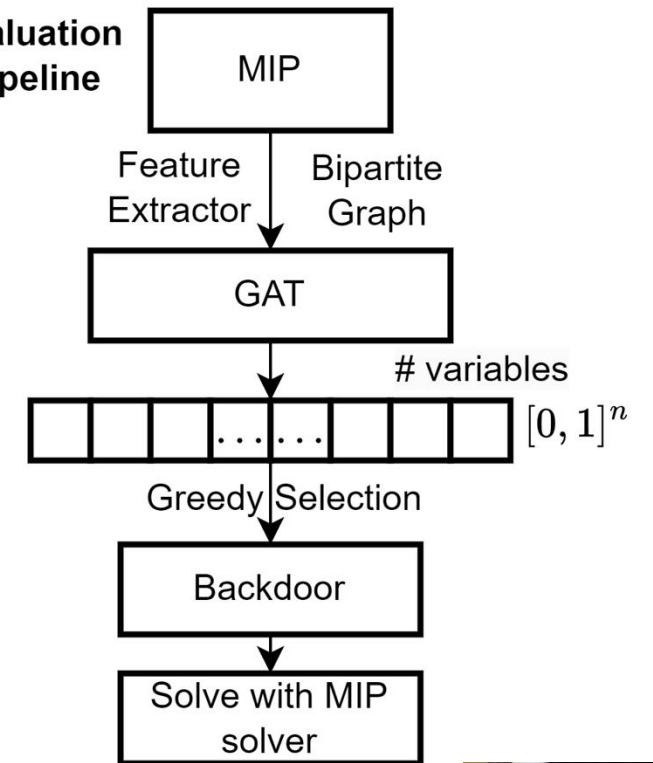 aluation
peline
MIP
Feature
Extractor
Bipartite
Graph
GAT
# variables
... ...
[0, 1]^n
Greedy Selection
Backdoor
Solve with MIP
solver